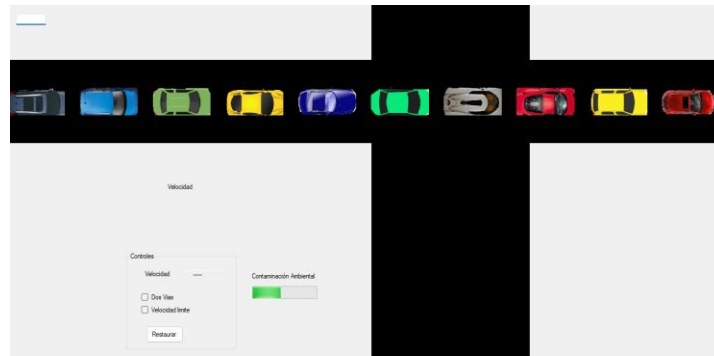 Velocidad
Controles
Velocidad
Contaminación Ambiental
Dos Vias
Velocidad limite
Restaurar